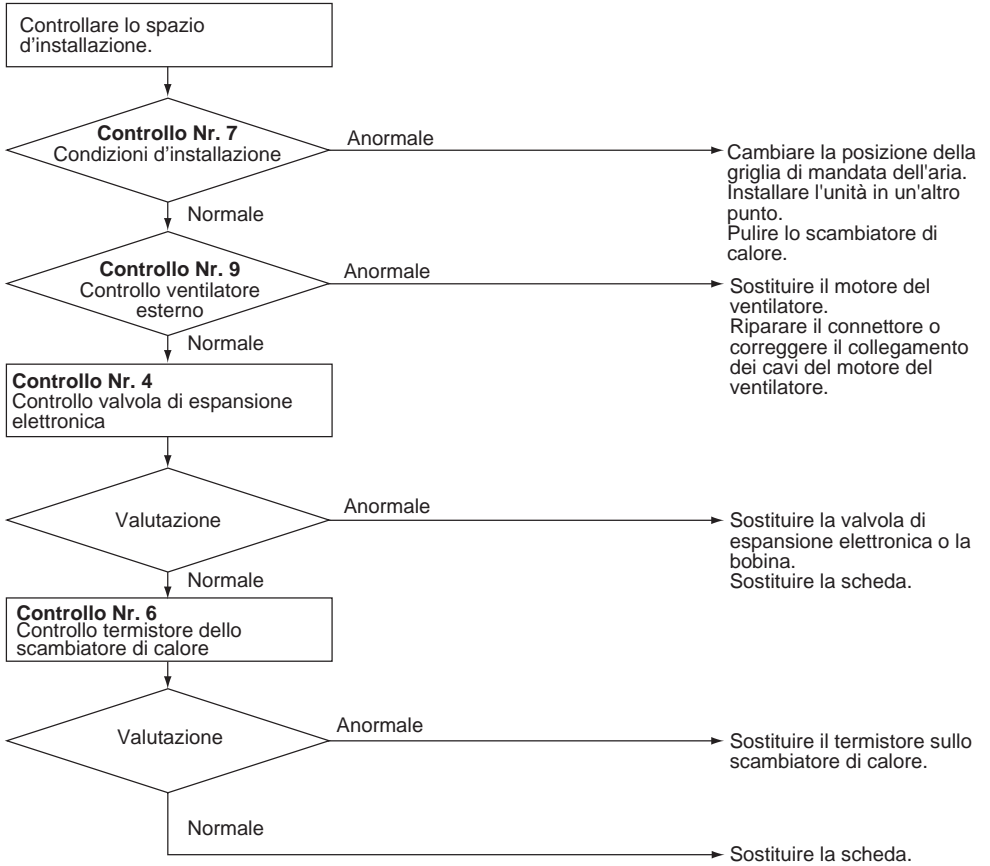 Controllare lo spazio
d'installazione.
Controllo Nr. 7
Condizioni d'installazione
Anormale
Cambiare la posizione della
griglia di mandata dell'aria.
Installare l'unità in un'altro
punto.
Pulire lo scambiatore di
calore.
Normale
Controllo Nr. 9
Controllo ventilatore
esterno
Anormale
Sostituire il motore del
ventilatore.
Riparare il connettore o
correggere il collegamento
dei cavi del motore del
ventilatore.
Normale
Controllo Nr. 4
Controllo valvola di espansione
elettronica
Valutazione
Anormale
Sostituire la valvola di
espansione elettronica o la
bobina.
Sostituire la scheda.
Normale
Controllo Nr. 6
Controllo termistore dello
scambiatore di calore
Valutazione
Anormale
Sostituire il termistore sullo
scambiatore di calore.
Normale
Sostituire la scheda.